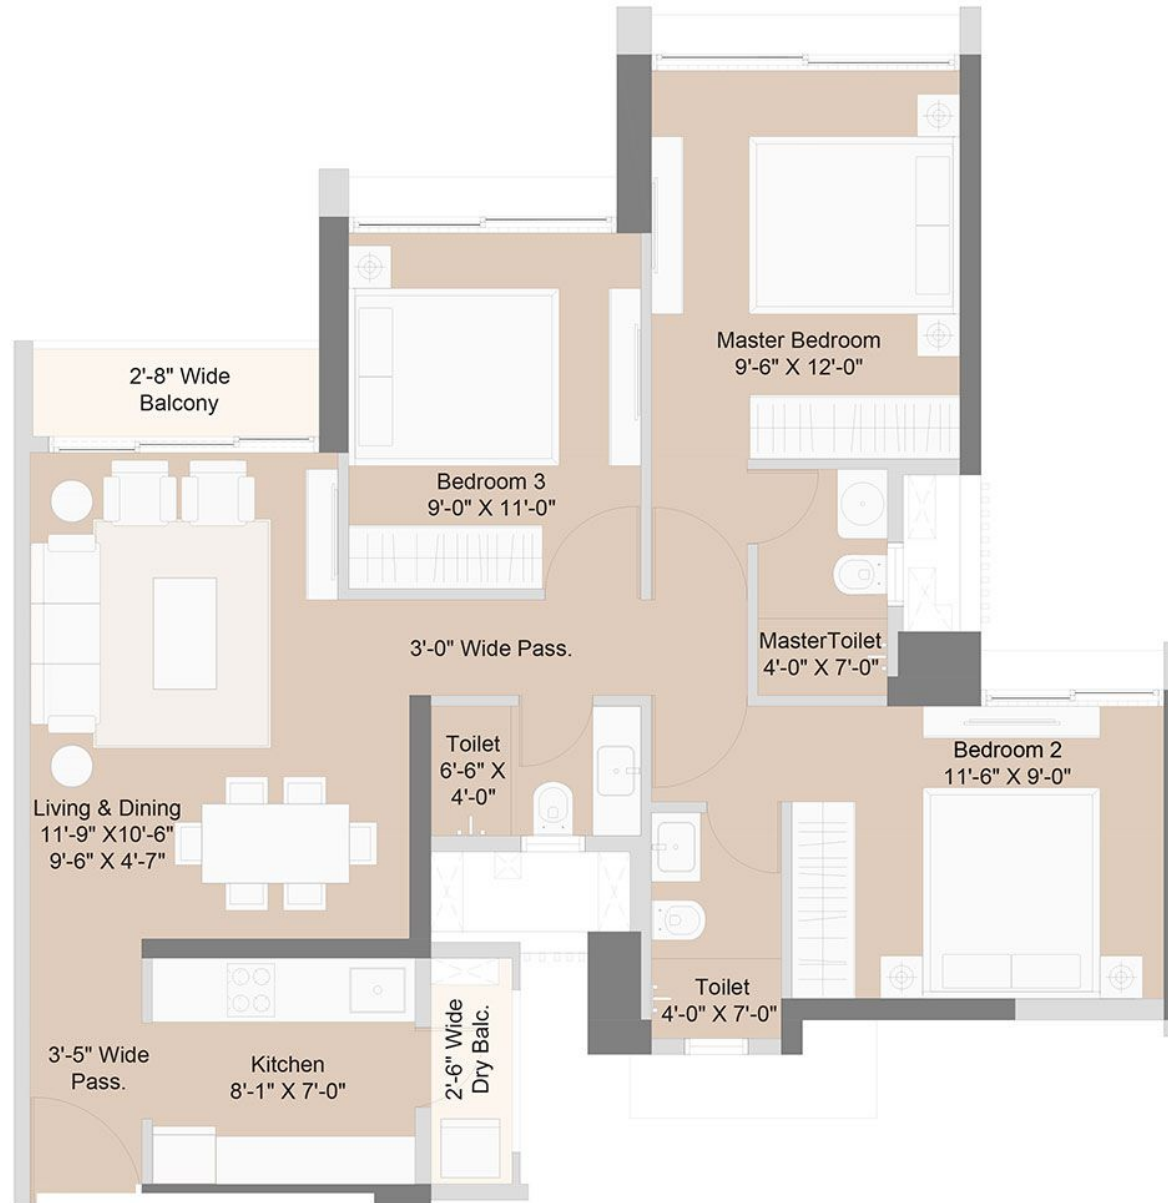 Master Bedroom
9'-6" X 12'-0"
2'-8" Wide
Balcony
Bedroom 3
9'-0" X 11'-0"
3'-0" Wide Pass.
MasterToilet
4'-0" X 7'-0"
Toilet
6'-6" X
4'-0"
Bedroom 2
11'-6" X 9'-0"
Living & Dining
11'-9" X10'-6"
9'-6" X 4'-7"
Toilet
4'-0" X 7'-0"
3'-5" Wide
Pass.
Kitchen
8'-1" X 7'-0"
2'-6" Wide
Dry Balc.